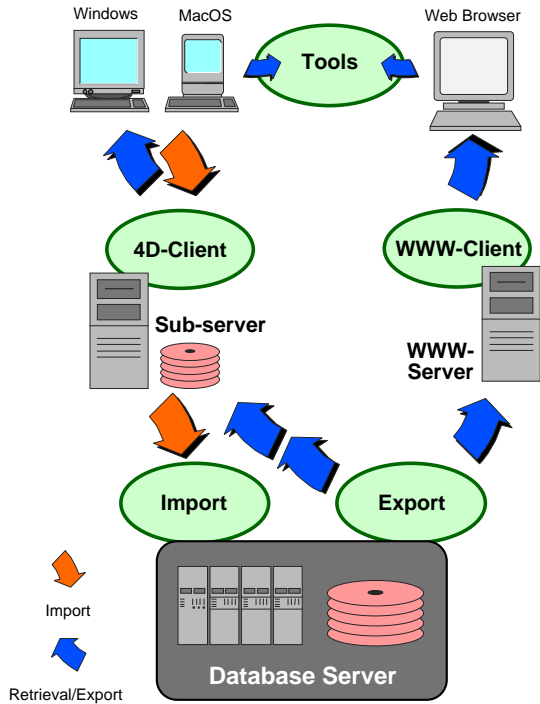 Windows
MacOS
Web Browser
Tools
4D-Client
WWW-Client
Sub-server
WWW-
Server
Import
Export
Import
Database Server
Retrieval/Export